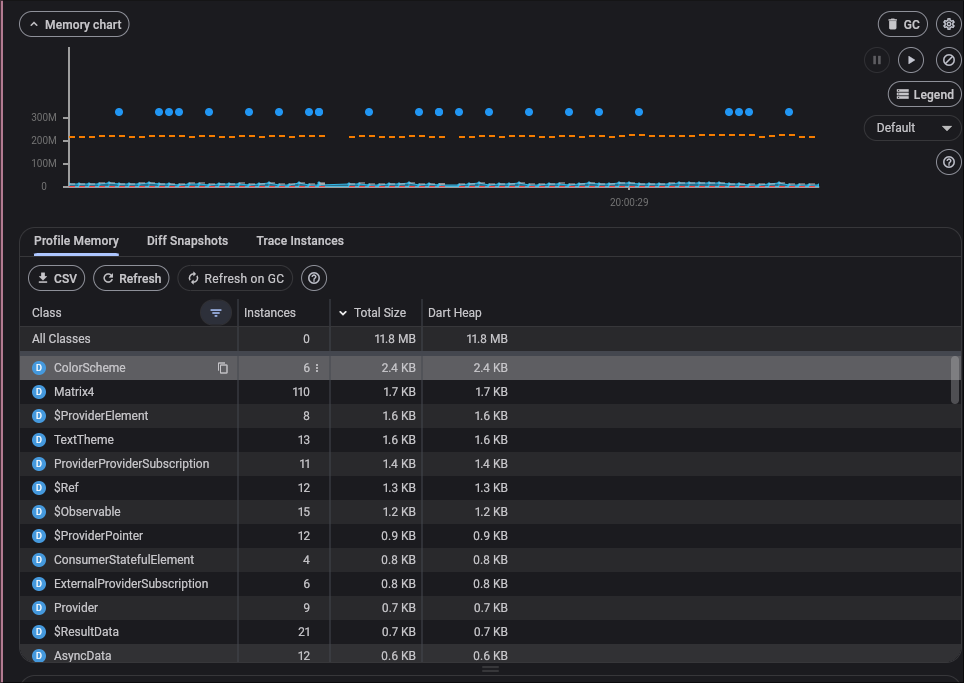 Memory chart
GC
Legend
Default
300M
200M
100M
0
20:00:29
Profile Memory Diff Snapshots Trace Instances
CSV Refresh Refresh on GC
Class Instances Total Size Dart Heap
All Classes 0 11.8 MB 11.8 MB
D ColorScheme 6 2.4 KB 2.4 KB
D Matrix4 110 1.7 KB 1.7 KB
D $ProviderElement 8 1.6 KB 1.6 KB
D TextTheme 13 1.6 KB 1.6 KB
D ProviderProviderSubscription 11 1.4 KB 1.4 KB
D $Ref 12 1.3 KB 1.3 KB
D $Observable 15 1.2 KB 1.2 KB
D $ProviderPointer 12 0.9 KB 0.9 KB
D ConsumerStatefulElement 4 0.8 KB 0.8 KB
D ExternalProviderSubscription 6 0.8 KB 0.8 KB
D Provider 9 0.7 KB 0.7 KB
D $ResultData 21 0.7 KB 0.7 KB
D AsyncData 12 0.6 KB 0.6 KB